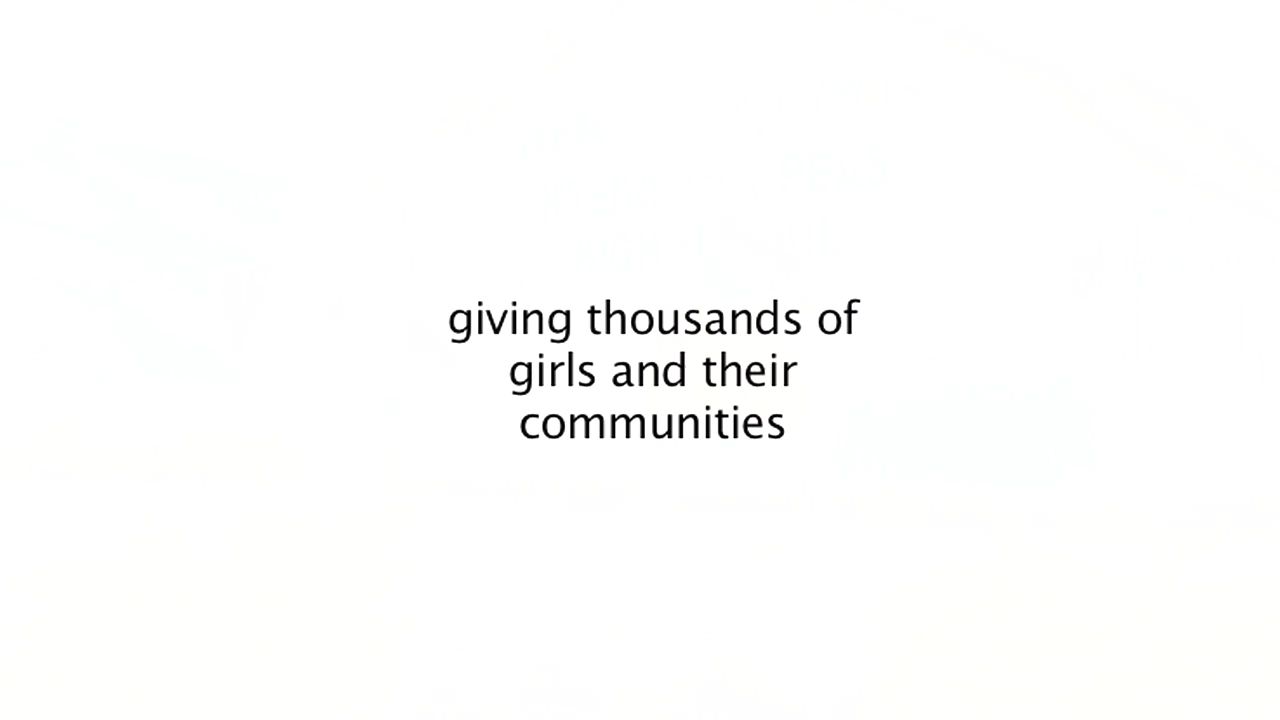 giving thousands of
girls and their
communities